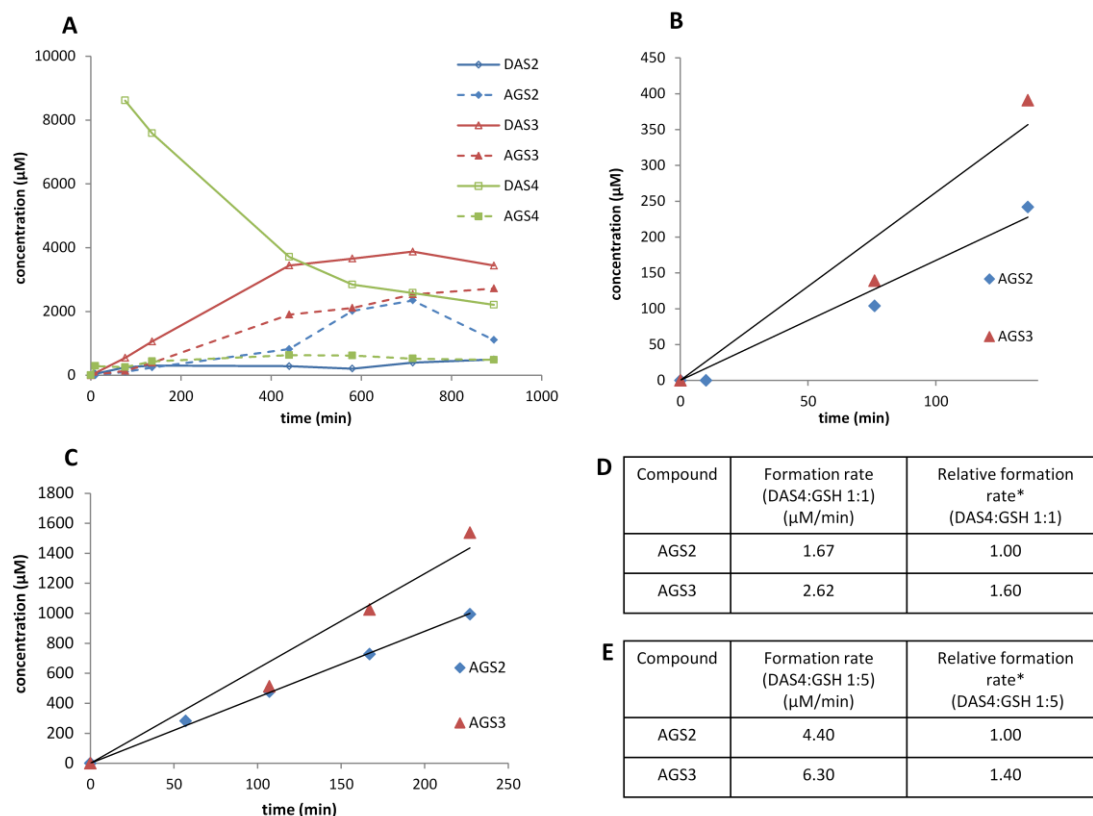 A
10000
8000
6000
4000
2000
0
0 200 400 600 800 1000
concentration (µM)
time (min)
DAS2
AGS2
DAS3
AGS3
DAS4
AGS4
B
450
400
350
300
250
200
150
100
50
0
0 50 100
concentration (µM)
time (min)
AGS2
AGS3
C
1800
1600
1400
1200
1000
800
600
400
200
0
0 50 100 150 200 250
concentration (µM)
time (min)
AGS2
AGS3
D
Compound Formation rate Relative formation
(DAS4:GSH 1:1) rate*
(µM/min) (DAS4:GSH 1:1)
AGS2 1.67 1.00
AGS3 2.62 1.60
E
Compound Formation rate Relative formation
(DAS4:GSH 1:5) rate*
(µM/min) (DAS4:GSH 1:5)
AGS2 4.40 1.00
AGS3 6.30 1.40